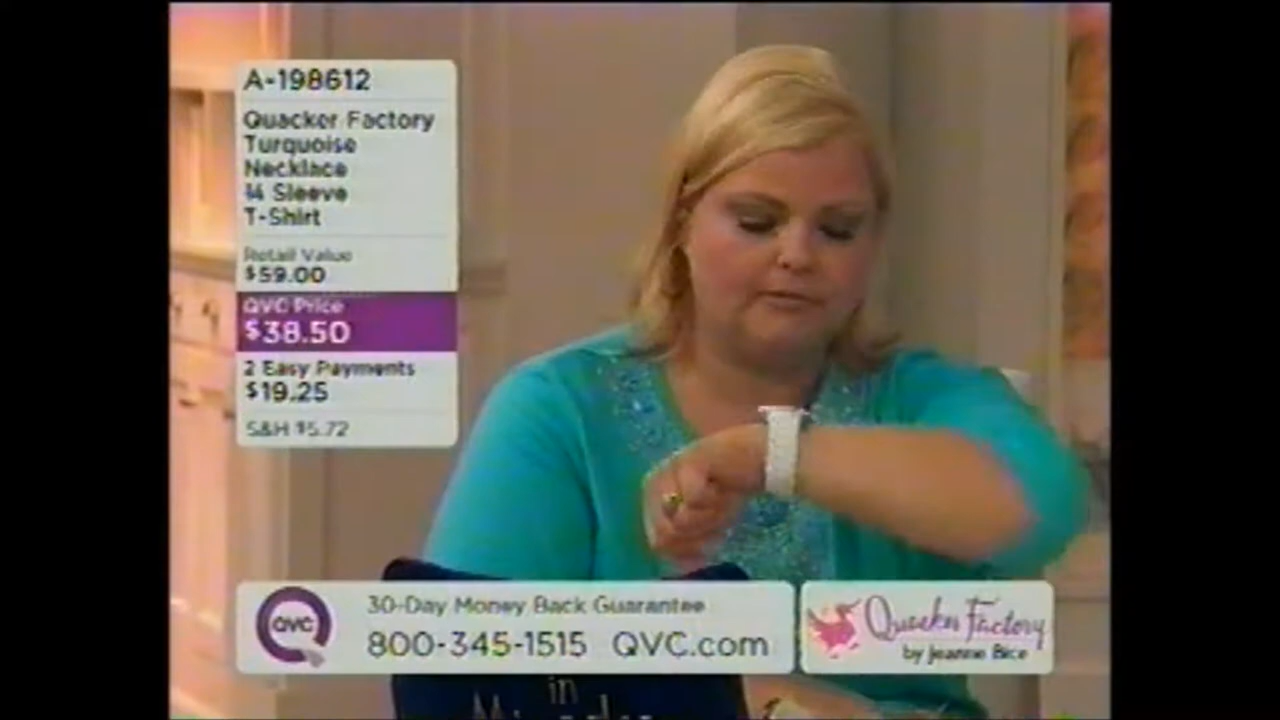 A-198612
Quacker Factory
Turquoise
Necklace
¾ Sleeve
T-Shirt
Retail Value
$59.00
QVC Price
$38.50
2 Easy Payments
$19.25
S&H $5.72
QVC
30-Day Money Back Guarantee
800-345-1515 QVC.com
Quacker Factory
by Jeanne Bice
in